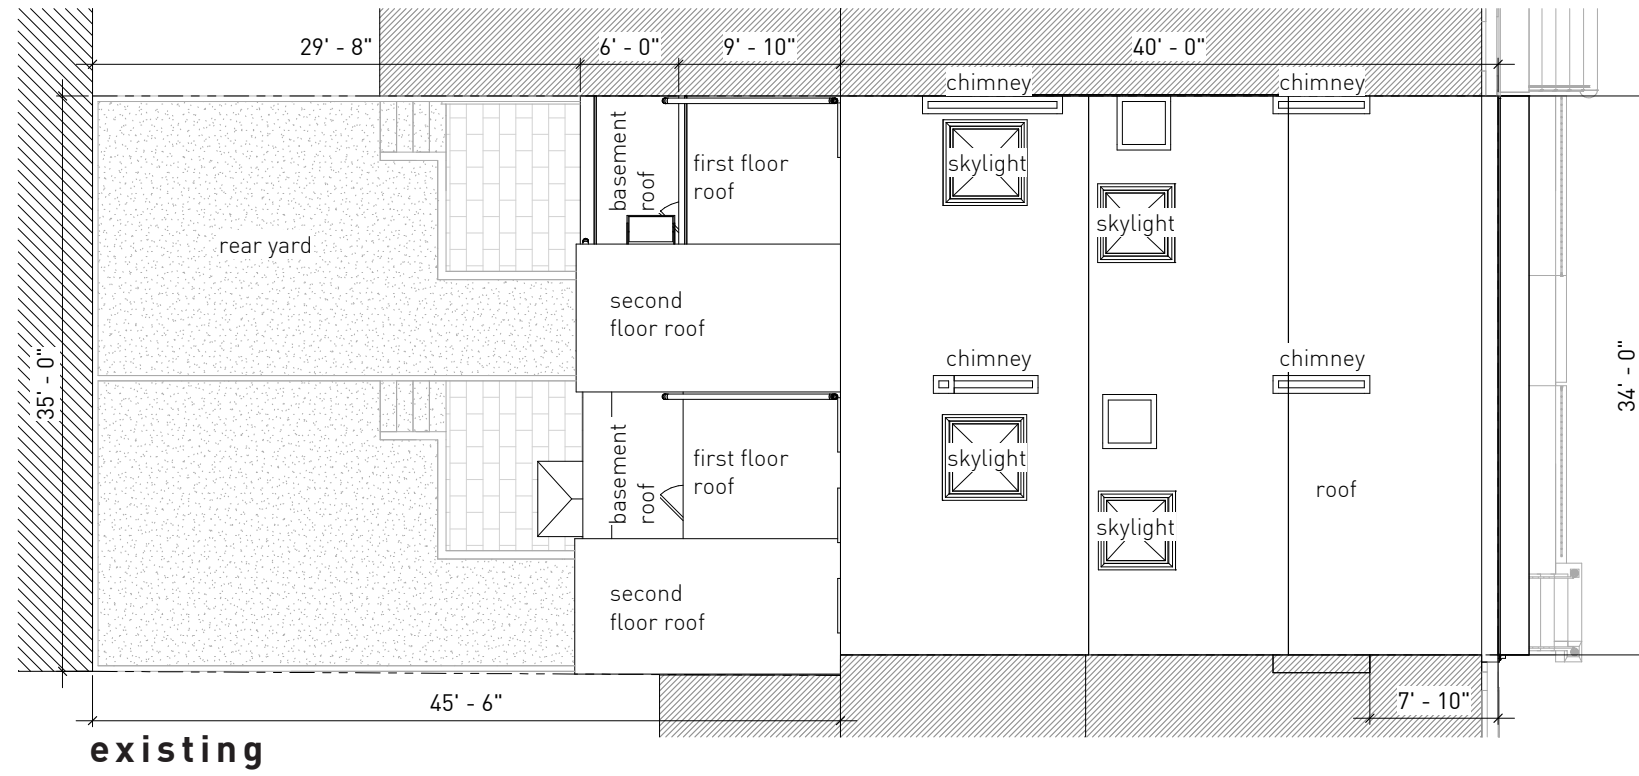 29' - 8"
6' - 0"
9' - 10"
40' - 0"
chimney
chimney
basement
roof
first floor
roof
skylight
skylight
rear yard
second
floor roof
35' - 0"
chimney
chimney
34' - 0"
basement
roof
first floor
roof
skylight
roof
skylight
second
floor roof
45' - 6"
7' - 10"
existing